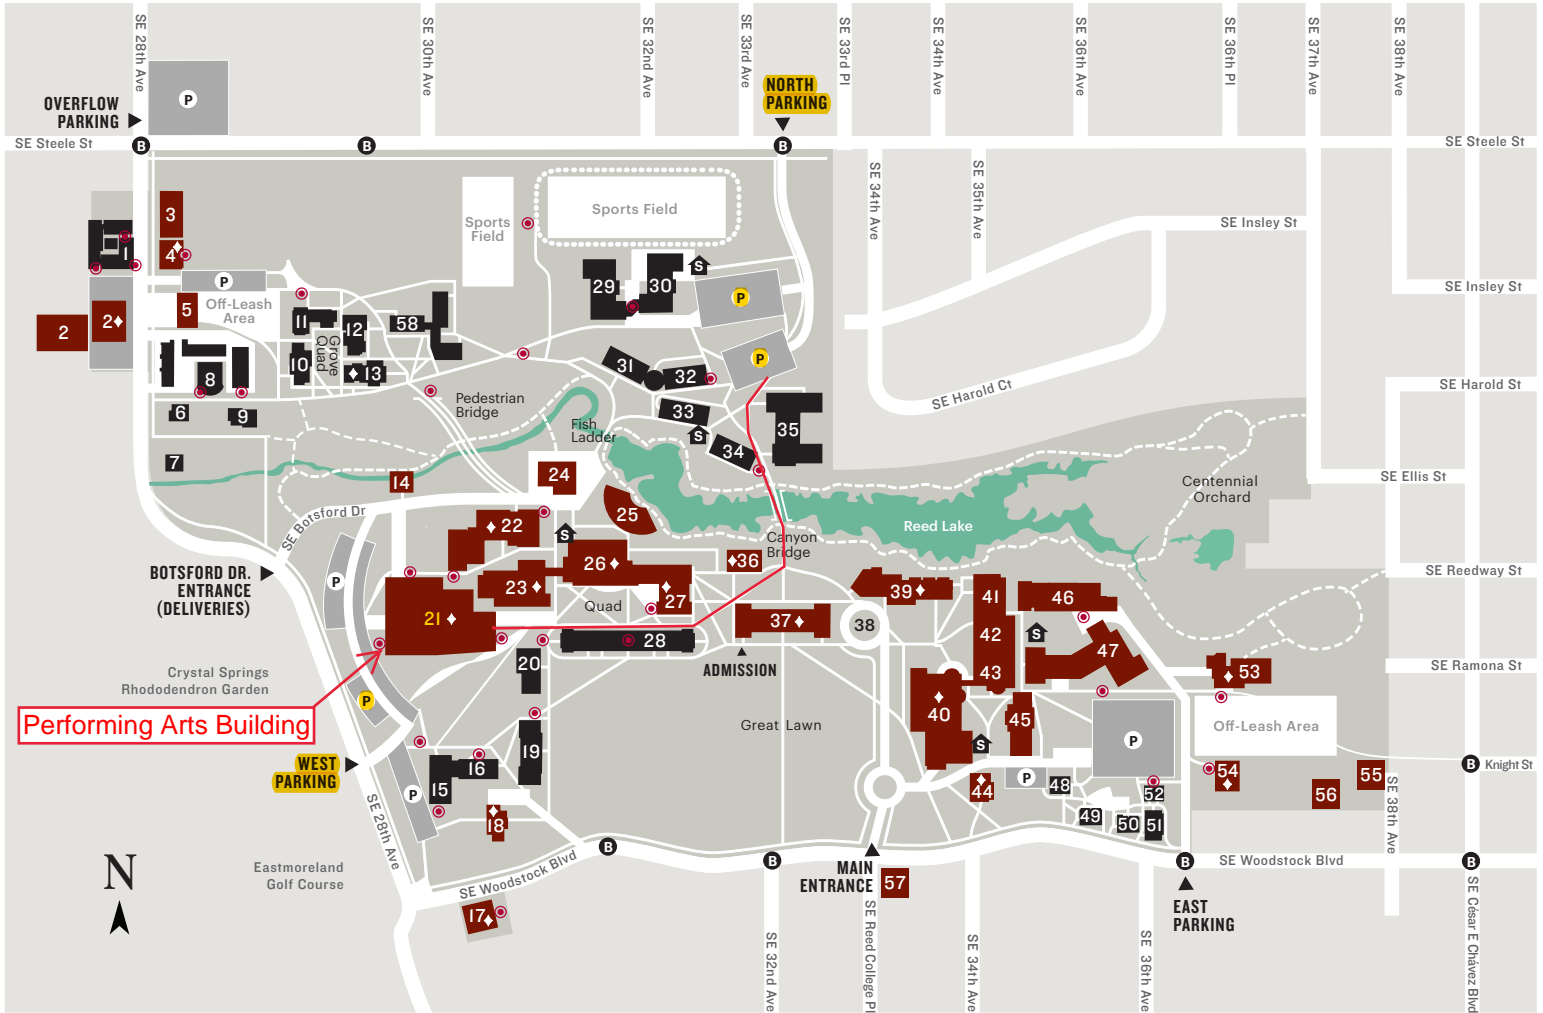 SE 28th Ave
SE 30th Ave
SE 32nd Ave
SE 33rd Ave
SE 33rd Pl
SE 34th Ave
SE 36th Ave
SE 36th Pl
SE 37th Ave
SE 38th Ave
NORTH
PARKING
OVERFLOW
PARKING
P
SE Steele St
B
B
B
SE Steele St
SE 34th Ave
SE 35th Ave
3
Sports
Field
Sports Field
SE Insley St
1
4
S
29
30
P
P
SE Insley St
2
2
5
Off-Leash
Area
11
12
58
Grove
Quad
10
13
P
31
32
8
SE Harold St
SE Harold Ct
6
9
Pedestrian
Bridge
33
Fish
Ladder
S
35
34
7
14
24
SE Ellis St
Centennial
Orchard
25
SE Botsford Dr
22
S
Reed Lake
Canyon
Bridge
BOTSFORD DR.
ENTRANCE
(DELIVERIES)
P
26
36
SE Reedway St
23
39
41
46
27
Quad
21
37
38
42
S
28
47
20
ADMISSION
43
53
SE Ramona St
Crystal Springs
Rhododendron Garden
P
Performing Arts Building
40
45
Great Lawn
P
Off-Leash Area
19
S
WEST
PARKING
16
15
P
P
44
48
54
55
56
B
Knight St
52
49
50
51
18
SE 28th Ave
SE 38th Ave
N
Eastmoreland
Golf Course
SE Woodstock Blvd
B
B
MAIN
ENTRANCE
57
B
SE Woodstock Blvd
B
17
EAST
PARKING
SE 32nd Ave
SE Reed College Pl
SE 34th Ave
SE 36th Ave
SE César E Chávez Blvd